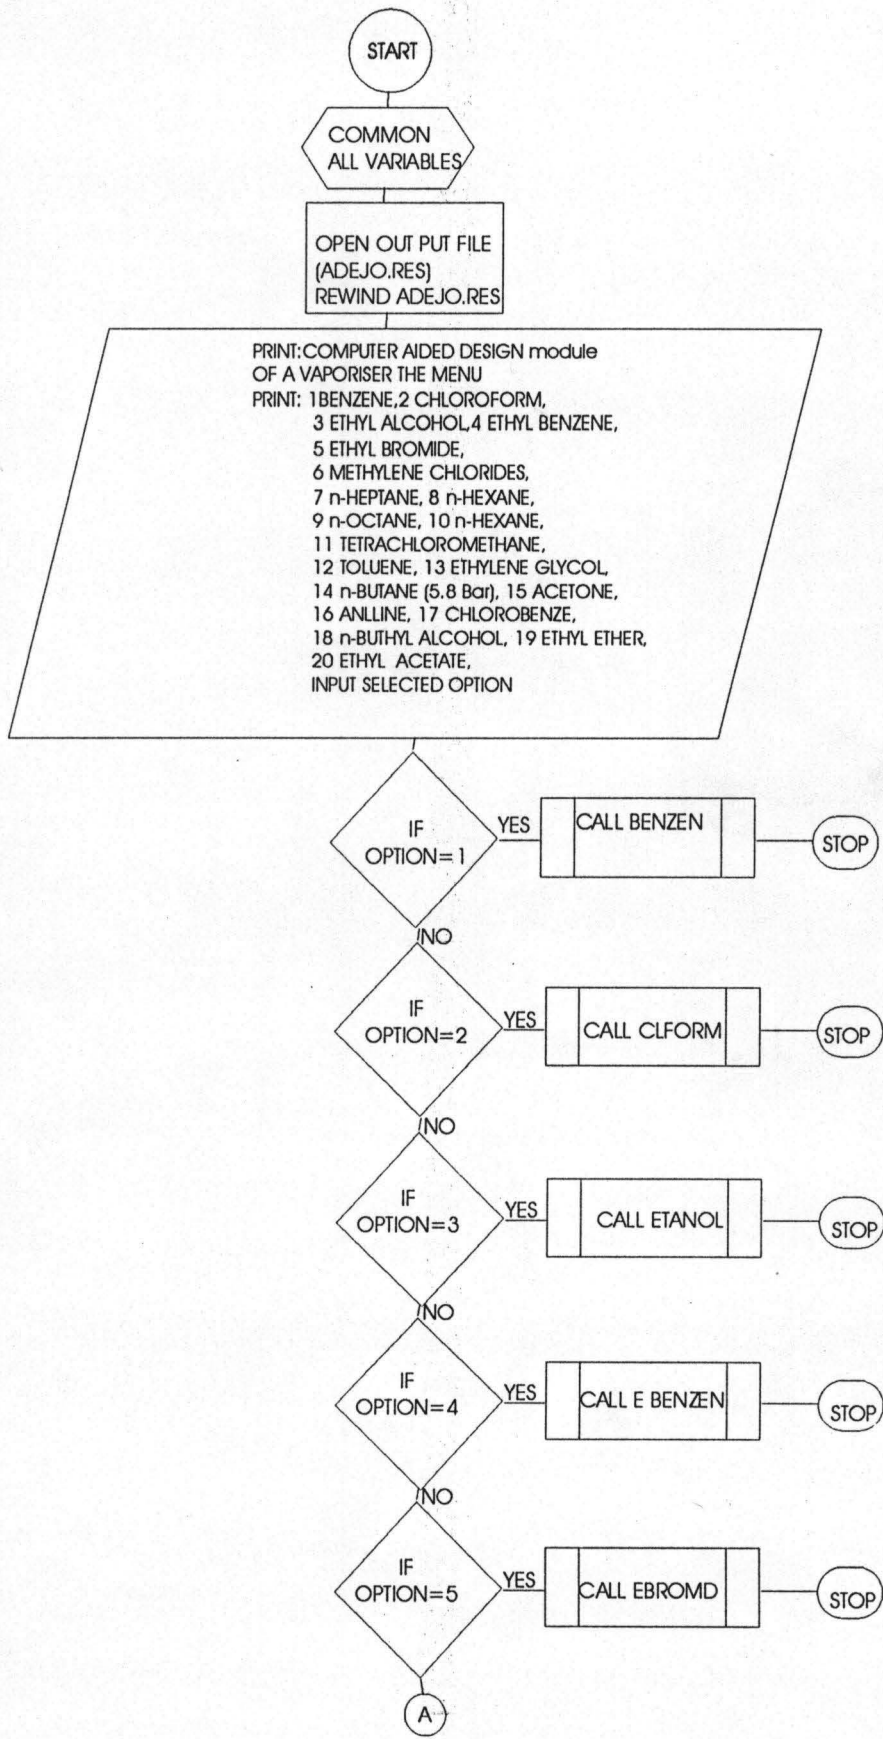 START
COMMON
ALL VARIABLES
OPEN OUT PUT FILE
(ADEJO.RES)
REWIND ADEJO.RES
PRINT:COMPUTER AIDED DESIGN module
OF A VAPORISER THE MENU
PRINT: 1BENZENE,2 CHLOROFORM,
3 ETHYL ALCOHOL,4 ETHYL BENZENE,
5 ETHYL BROMIDE,
6 METHYLENE CHLORIDES,
7 n-HEPTANE, 8 n-HEXANE,
9 n-OCTANE, 10 n-HEXANE,
11 TETRACHLOROMETHANE,
12 TOLUENE, 13 ETHYLENE GLYCOL,
14 n-BUTANE (5.8 Bar), 15 ACETONE,
16 ANLLINE, 17 CHLOROBENZE,
18 n-BUTHYL ALCOHOL, 19 ETHYL ETHER,
20 ETHYL ACETATE,
INPUT SELECTED OPTION
IF
OPTION=1
YES
CALL BENZEN
STOP
NO
IF
OPTION=2
YES
CALL CLFORM
STOP
NO
IF
OPTION=3
YES
CALL ETANOL
STOP
NO
IF
OPTION=4
YES
CALL E BENZEN
STOP
NO
IF
OPTION=5
YES
CALL EBROMD
STOP
A